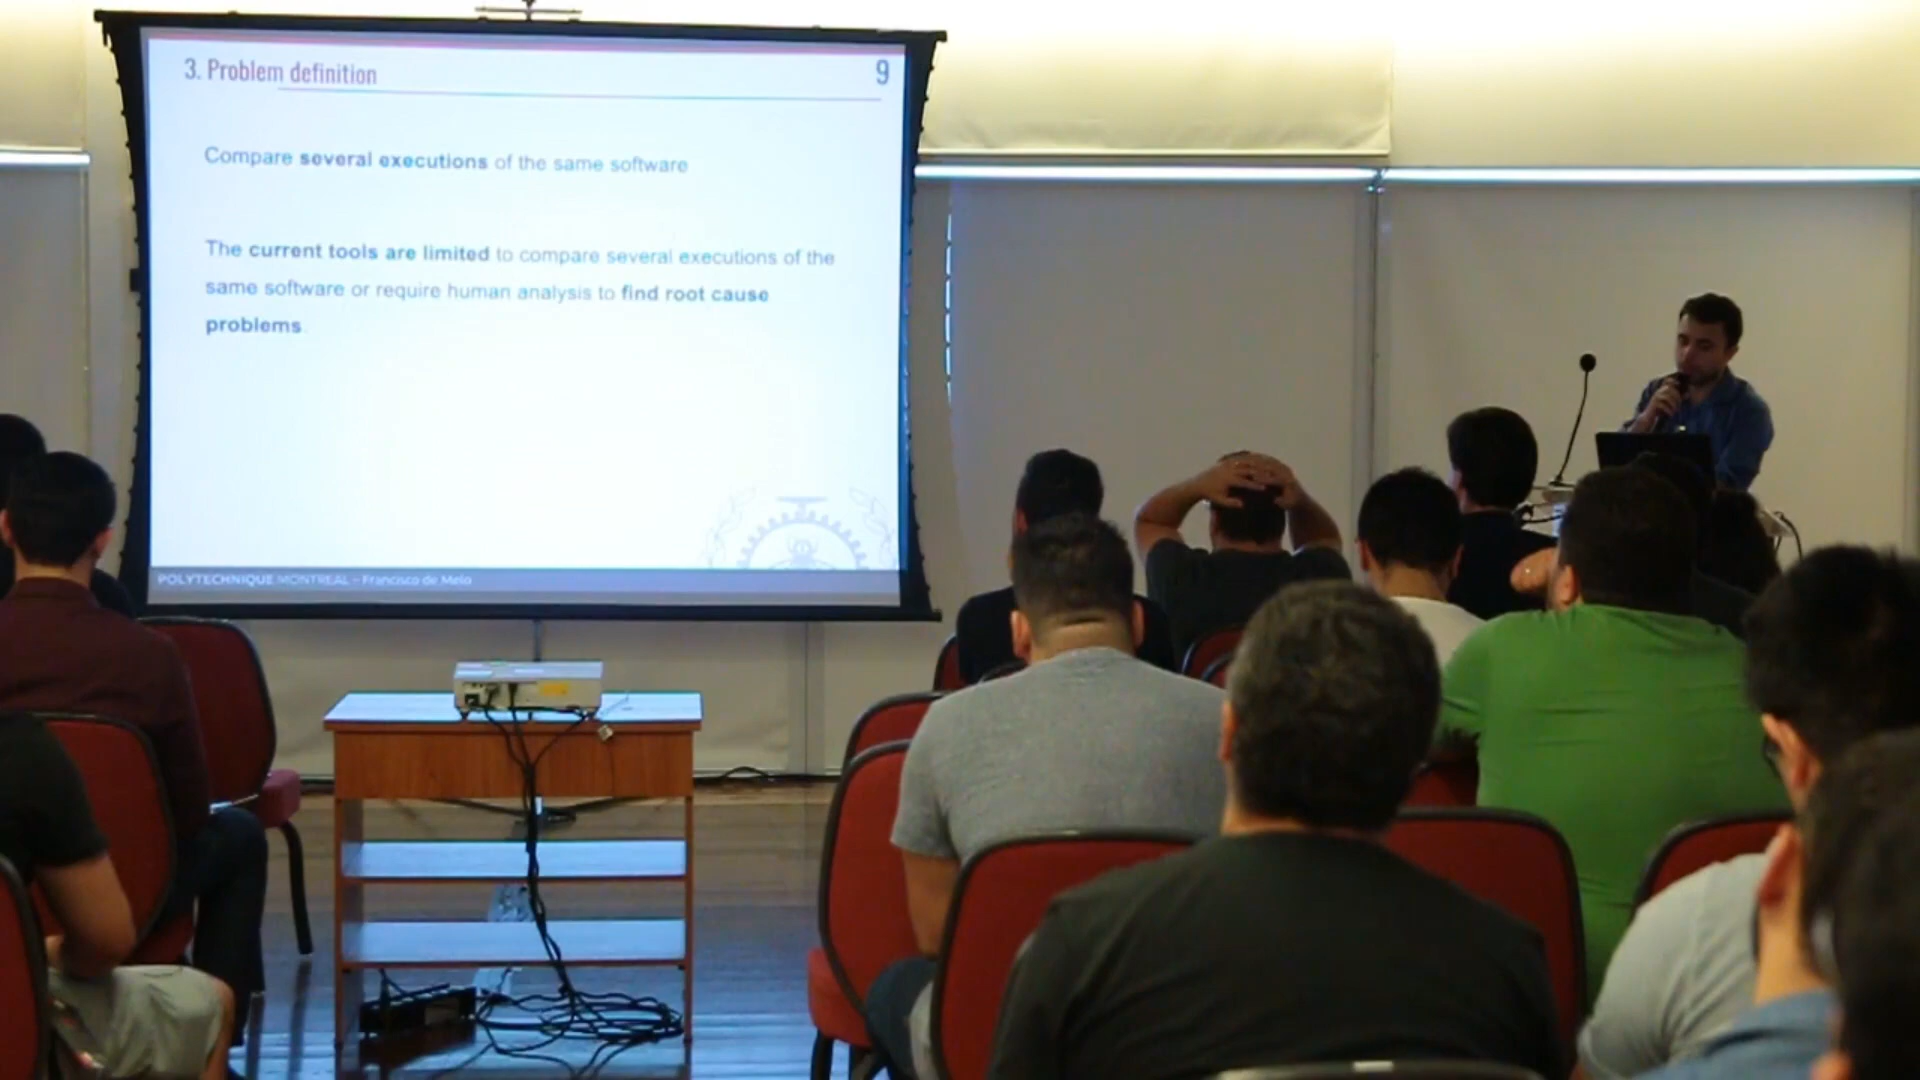 3. Problem definition
9
Compare several executions of the same software
The current tools are limited to compare several executions of the
same software or require human analysis to find root cause
problems.
POLYTECHNIQUE MONTREAL – Francisco de Melo